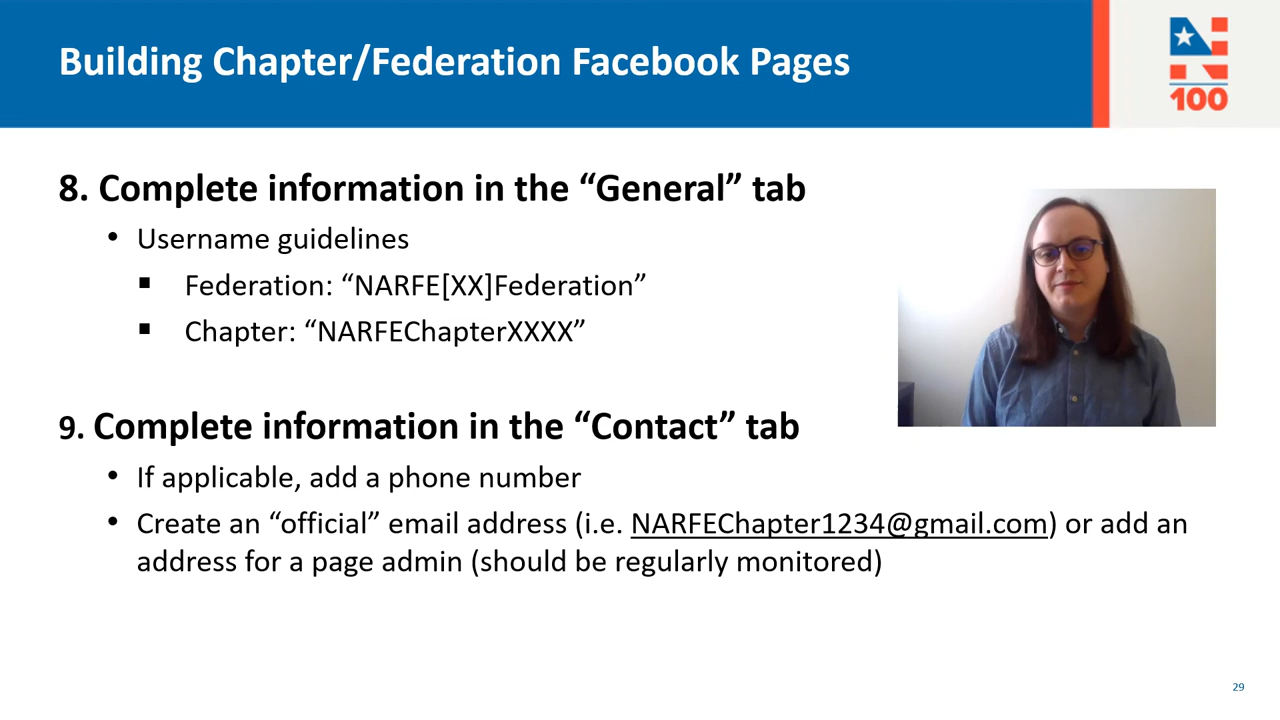 Building Chapter/Federation Facebook Pages
100
8. Complete information in the “General” tab
• Username guidelines
▪ Federation: “NARFE[XX]Federation”
▪ Chapter: “NARFEChapterXXXX”
9. Complete information in the “Contact” tab
• If applicable, add a phone number
• Create an “official” email address (i.e. NARFEChapter1234@gmail.com) or add an
address for a page admin (should be regularly monitored)
29